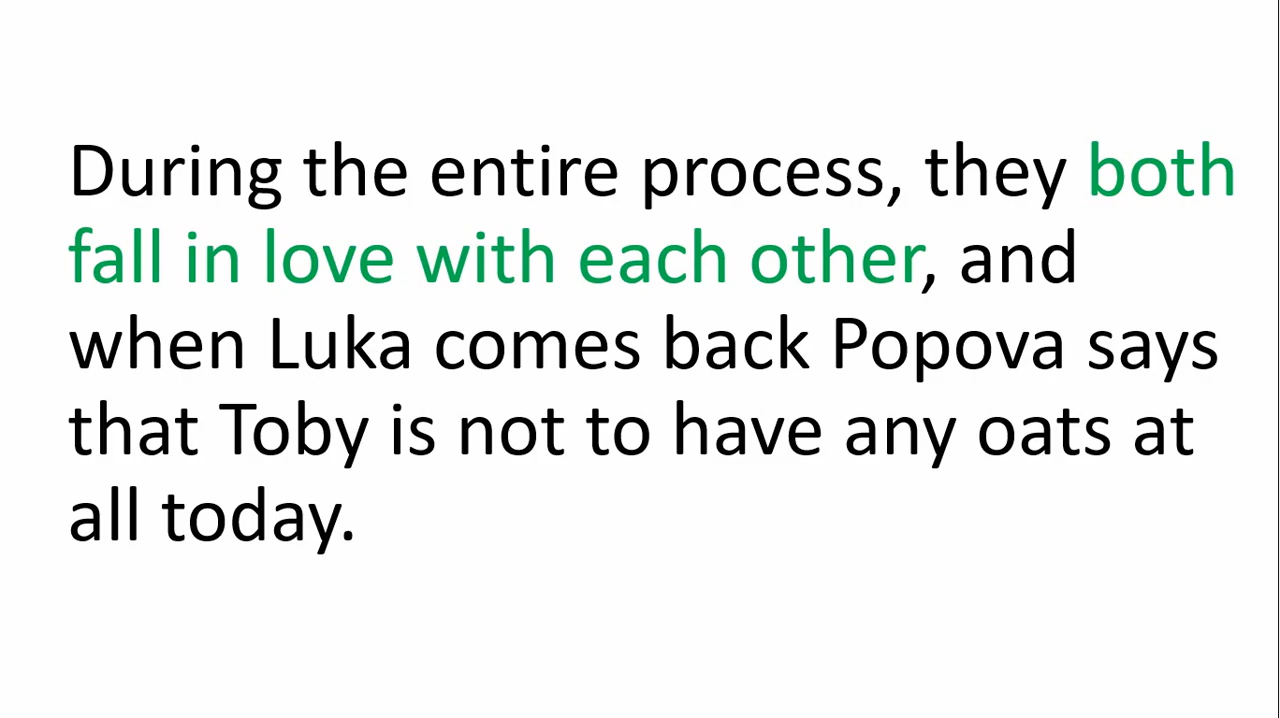 During the entire process, they both
fall in love with each other, and
when Luka comes back Popova says
that Toby is not to have any oats at
all today.